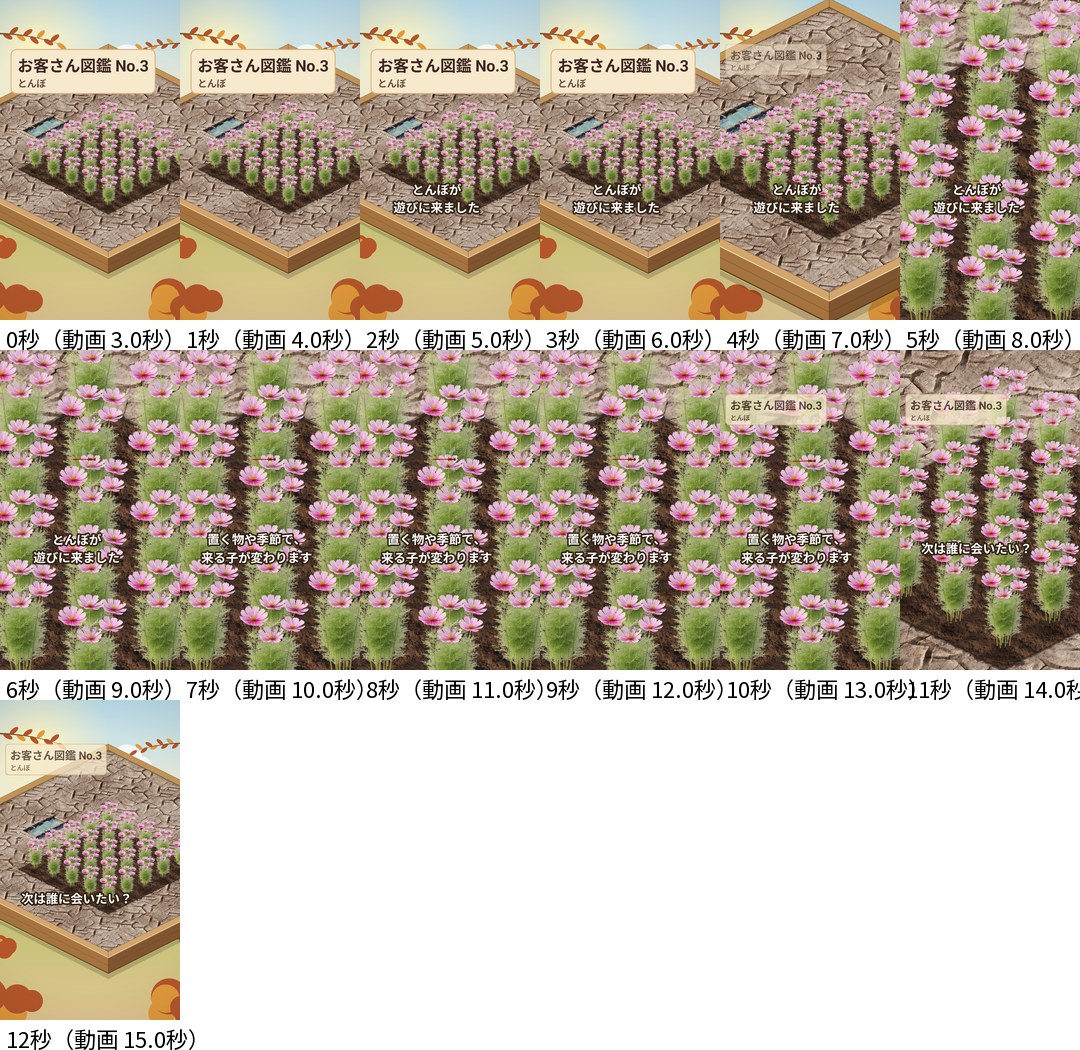 お客さん図鑑 No.3
とんぼ
お客さん図鑑 No.3
とんぼ
お客さん図鑑 No.3
とんぼ
とんぼが
遊びに来ました
お客さん図鑑 No.3
とんぼ
とんぼが
遊びに来ました
お客さん図鑑 No.3
とんぼ
とんぼが
遊びに来ました
とんぼが
遊びに来ました
0秒（動画 3.0秒）
1秒（動画 4.0秒）
2秒（動画 5.0秒）
3秒（動画 6.0秒）
4秒（動画 7.0秒）
5秒（動画 8.0秒）
とんぼが
遊びに来ました
置く物や季節で、
来る子が変わります
置く物や季節で、
来る子が変わります
置く物や季節で、
来る子が変わります
お客さん図鑑 No.3
とんぼ
置く物や季節で、
来る子が変わります
お客さん図鑑 No.3
とんぼ
次は誰に会いたい？
6秒（動画 9.0秒）
7秒（動画 10.0秒）
8秒（動画 11.0秒）
9秒（動画 12.0秒）
10秒（動画 13.0秒）
11秒（動画 14.0秒
お客さん図鑑 No.3
とんぼ
次は誰に会いたい？
12秒（動画 15.0秒）